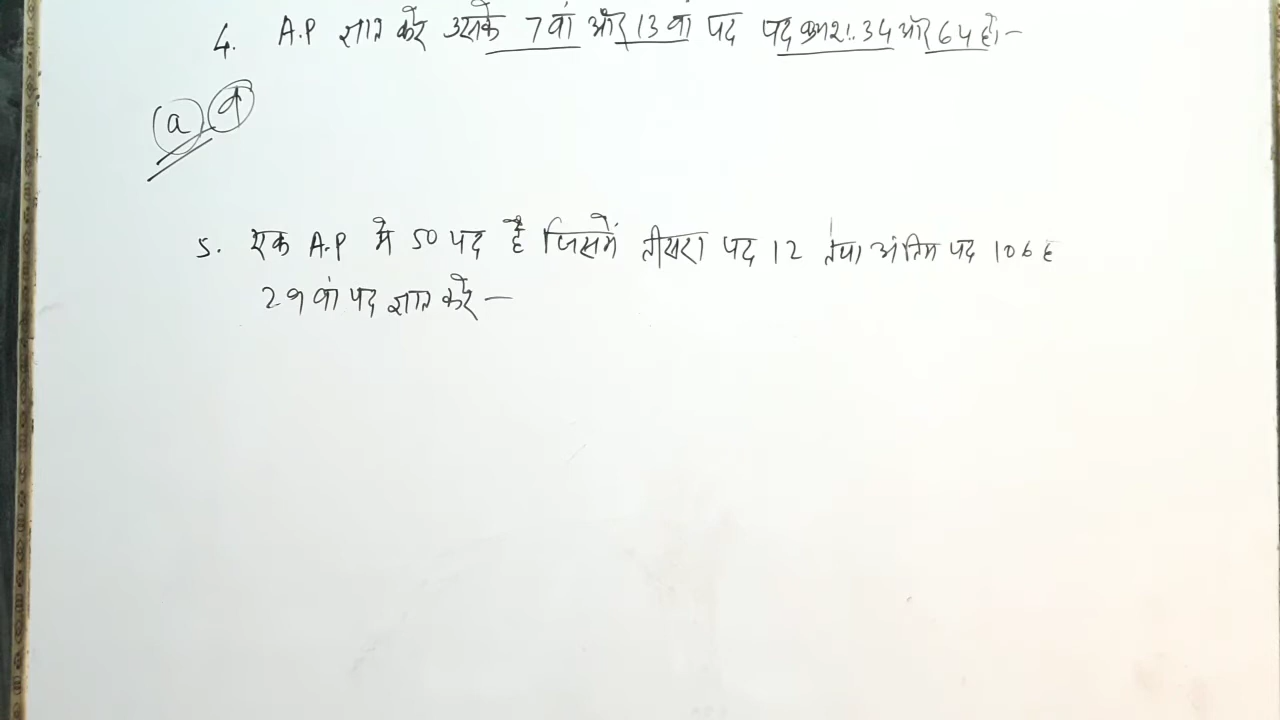 4. A.P ज्ञात करें उसके 7वां और 13वां पद पद क्रमशः 34 और 64 हो-
(a)
5. एक A.P में 50 पद है जिसमें तीसरा पद 12 तथा अंतिम पद 106 है
29 वां पद ज्ञात करें -